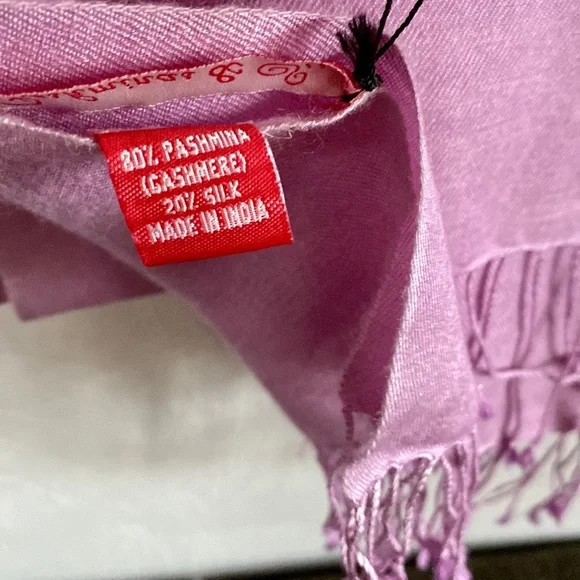 &
80% PASHMINA
(CASHMERE)
20% SILK
MADE IN INDIA